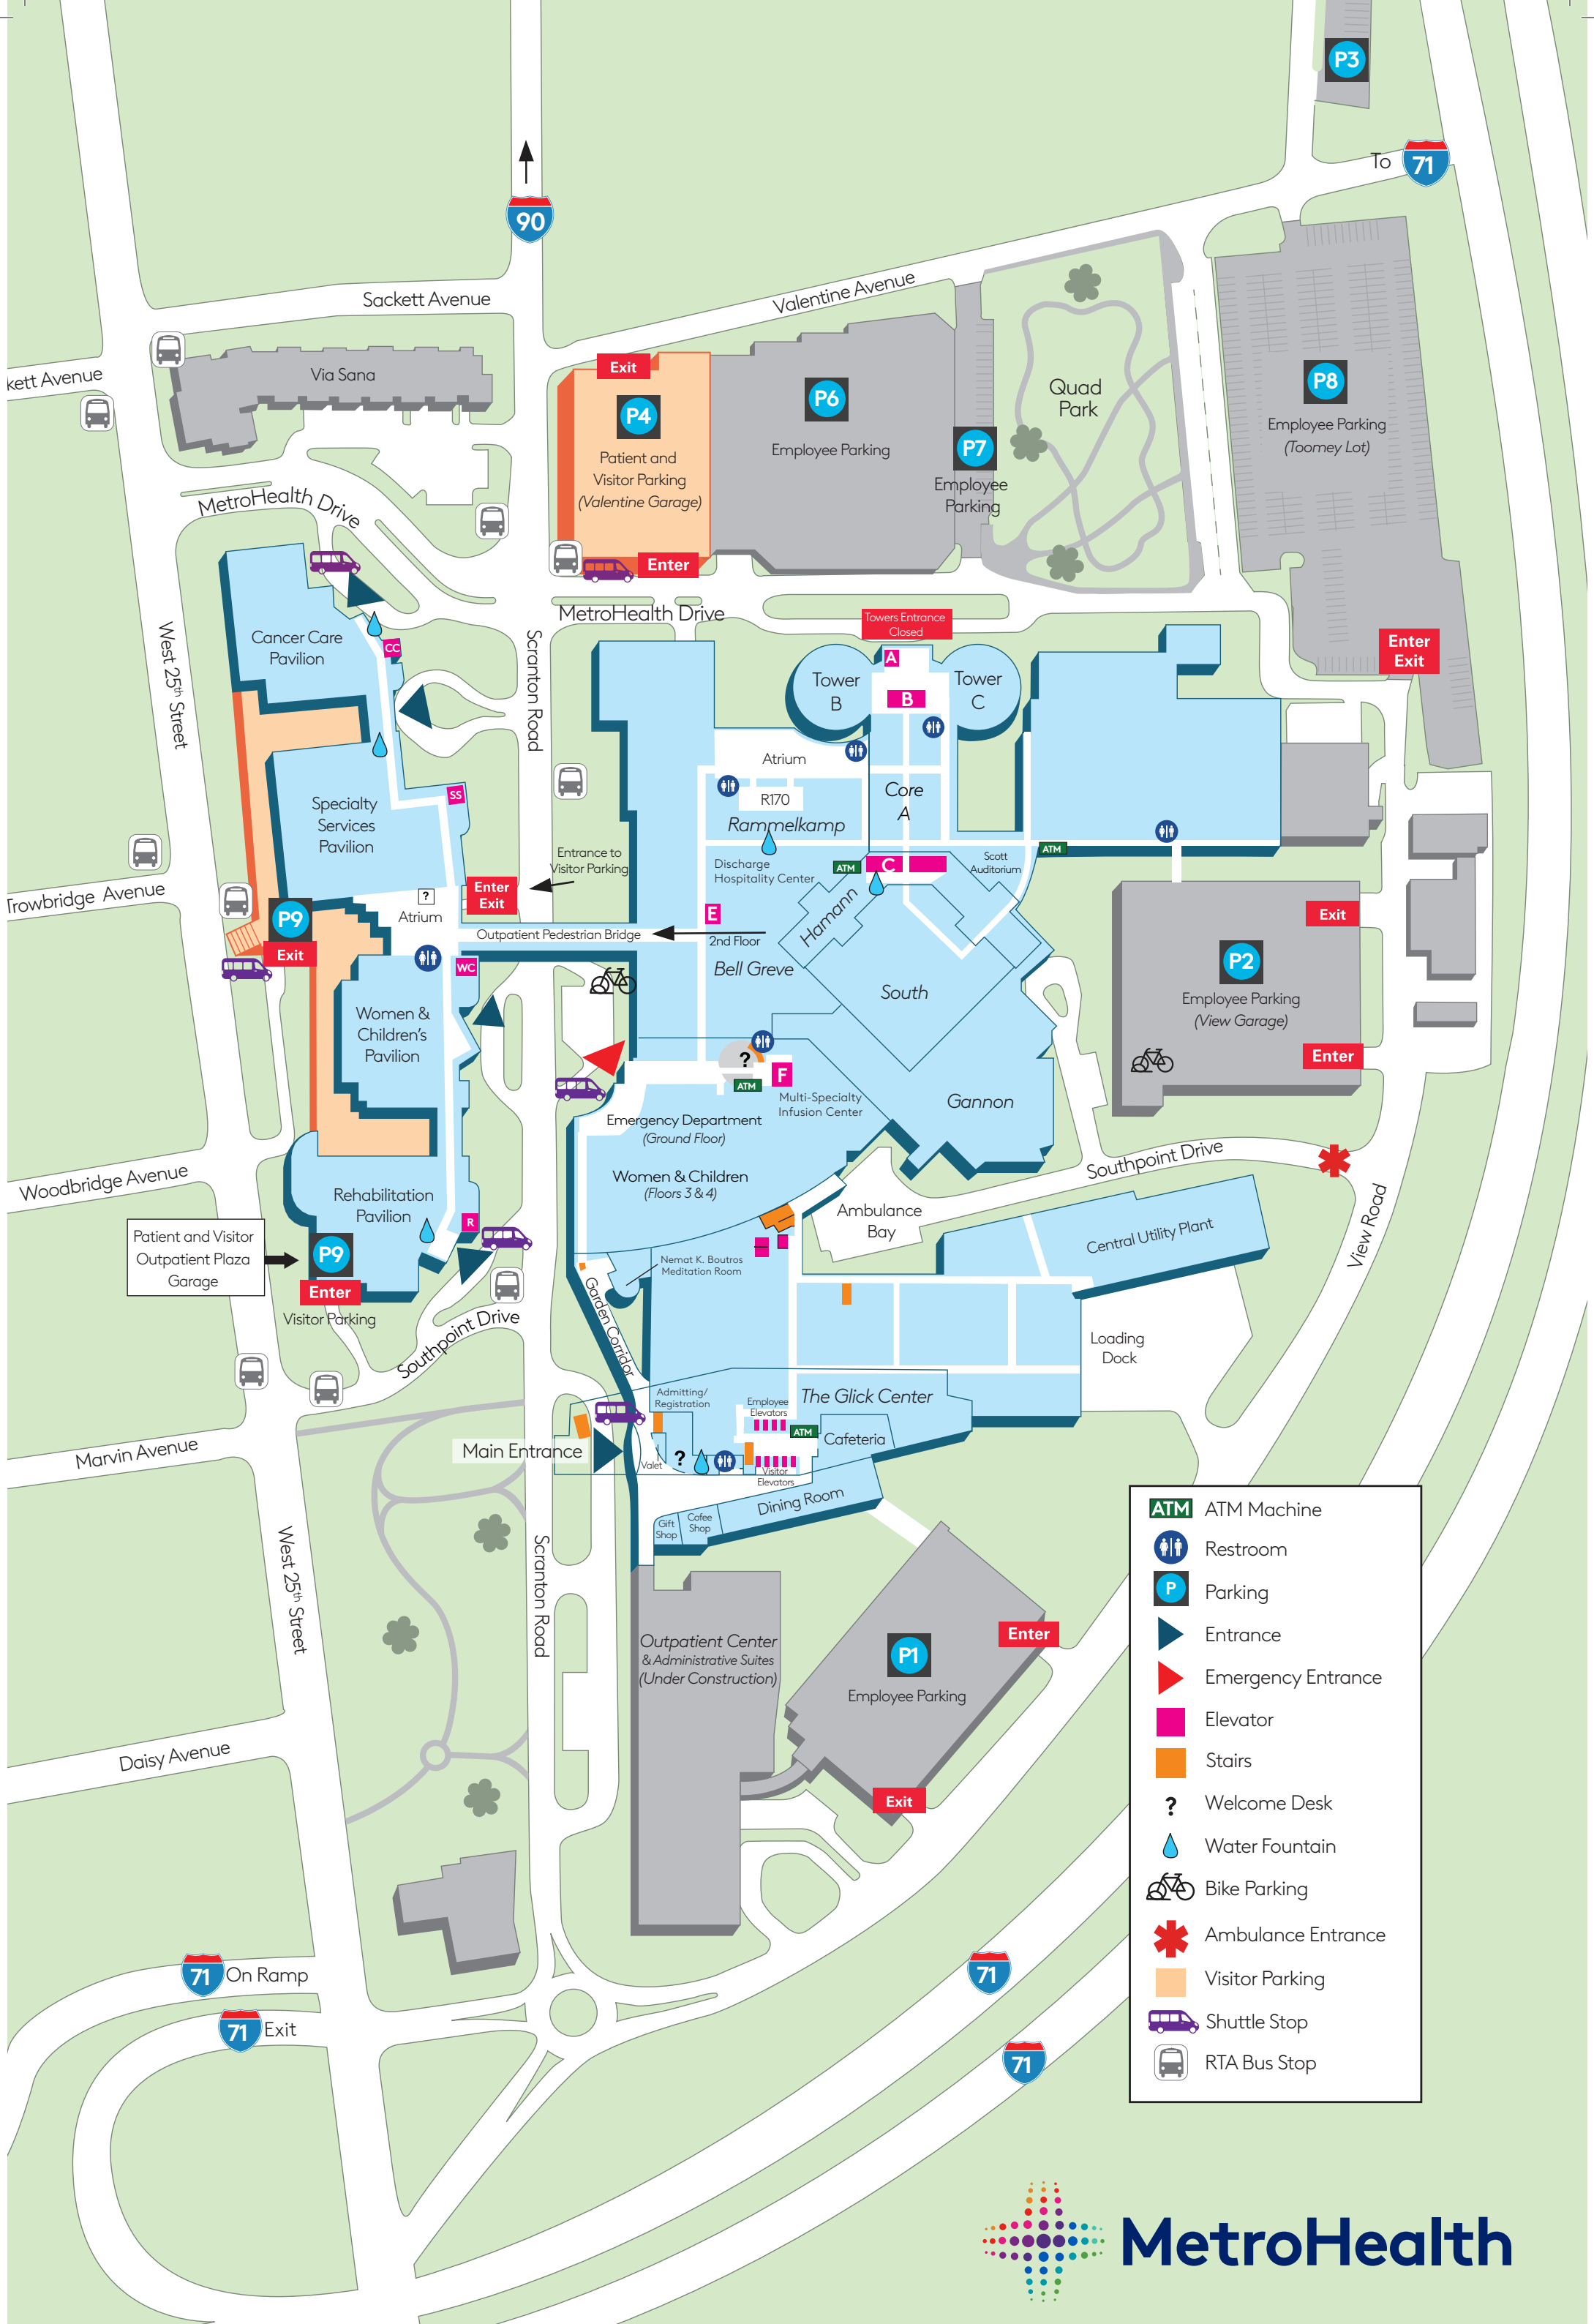 P3
To
71
90
Sackett Avenue
Valentine Avenue
kett Avenue
Via Sana
Exit
P4
Patient and
Visitor Parking
(Valentine Garage)
Enter
P6
Employee Parking
P7
Employee
Parking
Quad
Park
P8
Employee Parking
(Toomey Lot)
Enter
Exit
MetroHealth Drive
MetroHealth Drive
Towers Entrance
Closed
West 25th Street
Scranton Road
Cancer Care
Pavilion
CC
A
B
Tower
B
Tower
C
Atrium
R170
Rammelkamp
Core
A
Specialty
Services
Pavilion
SS
Entrance to
Visitor Parking
Enter
Exit
Discharge
Hospitality Center
ATM
C
Scott
Auditorium
ATM
Trowbridge Avenue
P9
Exit
?
Atrium
Outpatient Pedestrian Bridge
2nd Floor
E
Hamann
Bell Greve
South
WC
Women &
Children's
Pavilion
Exit
P2
Employee Parking
(View Garage)
Enter
?
ATM
F
Multi-Specialty
Infusion Center
Gannon
Emergency Department
(Ground Floor)
Women & Children
(Floors 3 & 4)
Southpoint Drive
Woodbridge Avenue
Rehabilitation
Pavilion
R
Ambulance
Bay
Central Utility Plant
View Road
Patient and Visitor
Outpatient Plaza
Garage
P9
Enter
Visitor Parking
Nemat K. Boutros
Meditation Room
Garden Corridor
Southpoint Drive
Loading
Dock
Admitting/
Registration
Employee
Elevators
The Glick Center
ATM
Cafeteria
Main Entrance
Valet
?
Visitor
Elevators
Marvin Avenue
Dining Room
Gift
Shop
Cofee
Shop
West 25th Street
Scranton Road
Outpatient Center
& Administrative Suites
(Under Construction)
P1
Employee Parking
Enter
Exit
Daisy Avenue
71
On Ramp
71
Exit
71
71
ATM
ATM Machine
Restroom
P
Parking
Entrance
Emergency Entrance
Elevator
Stairs
?
Welcome Desk
Water Fountain
Bike Parking
Ambulance Entrance
Visitor Parking
Shuttle Stop
RTA Bus Stop
MetroHealth